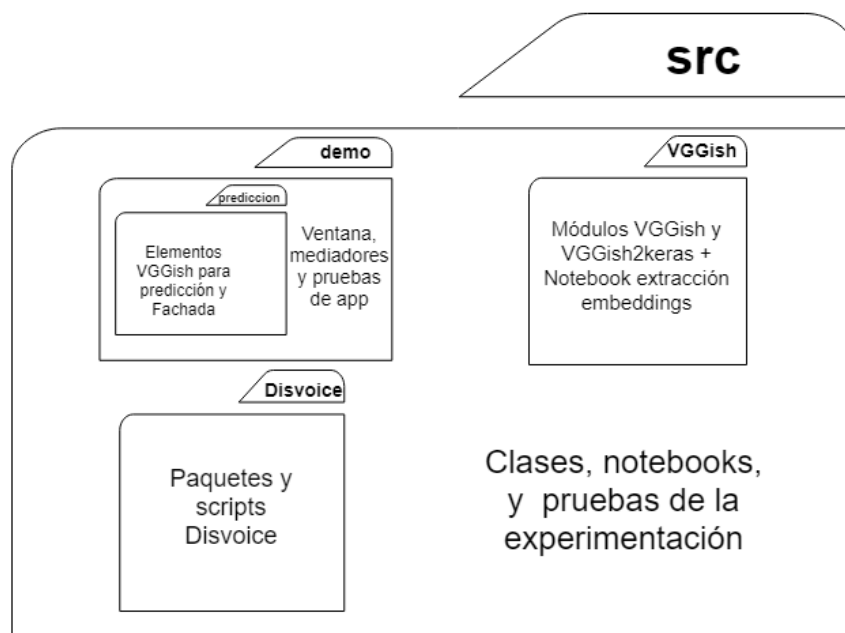 src
demo
prediccion
Elementos
VGGish para
predicción y
Fachada
Ventana,
mediadores
y pruebas
de app
VGGish
Módulos VGGish y
VGGish2keras +
Notebook extracción
embeddings
Disvoice
Paquetes y
scripts
Disvoice
Clases, notebooks,
y pruebas de la
experimentación